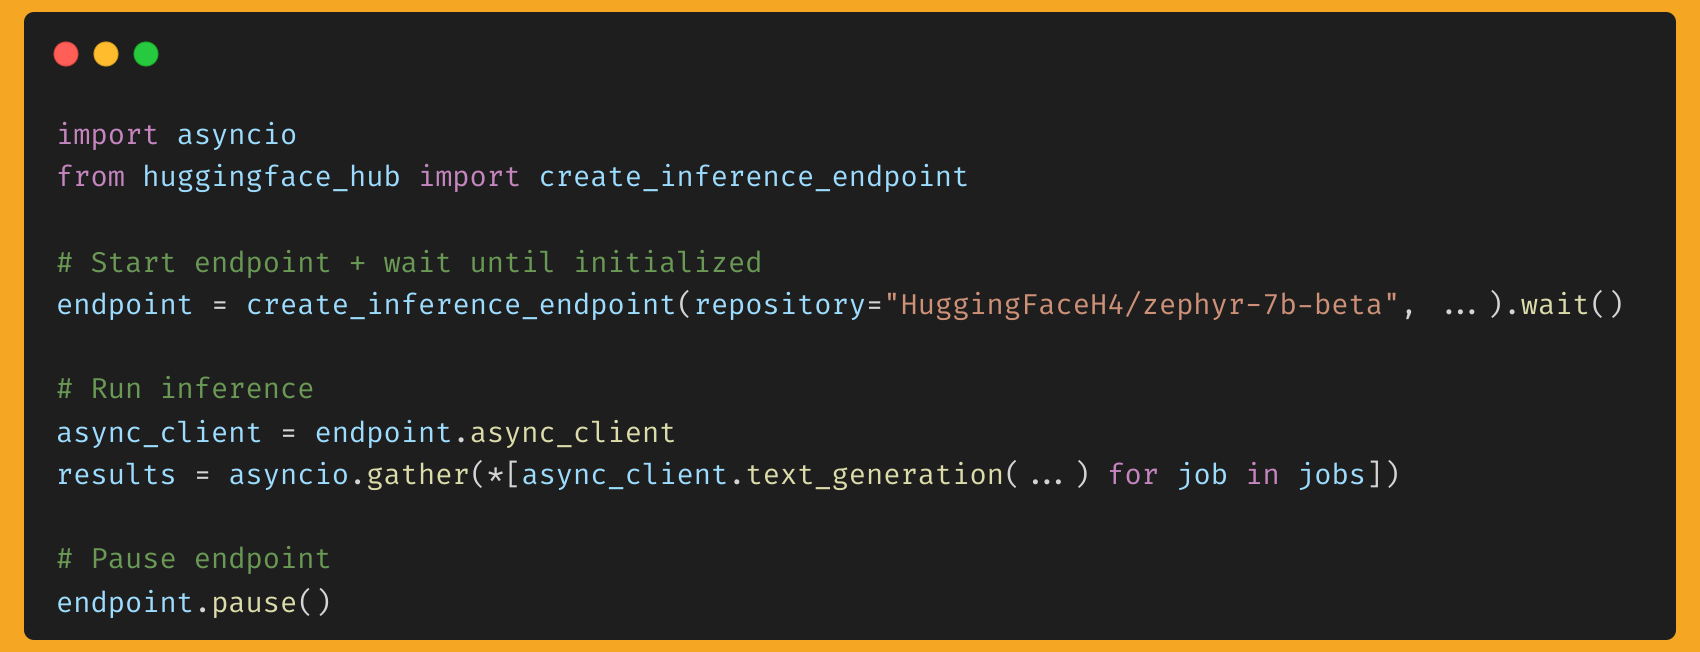 import asyncio
from huggingface_hub import create_inference_endpoint
# Start endpoint + wait until initialized
endpoint = create_inference_endpoint(repository="HuggingFaceH4/zephyr-7b-beta", ...).wait()
# Run inference
async_client = endpoint.async_client
results = asyncio.gather(*[async_client.text_generation(...) for job in jobs])
# Pause endpoint
endpoint.pause()